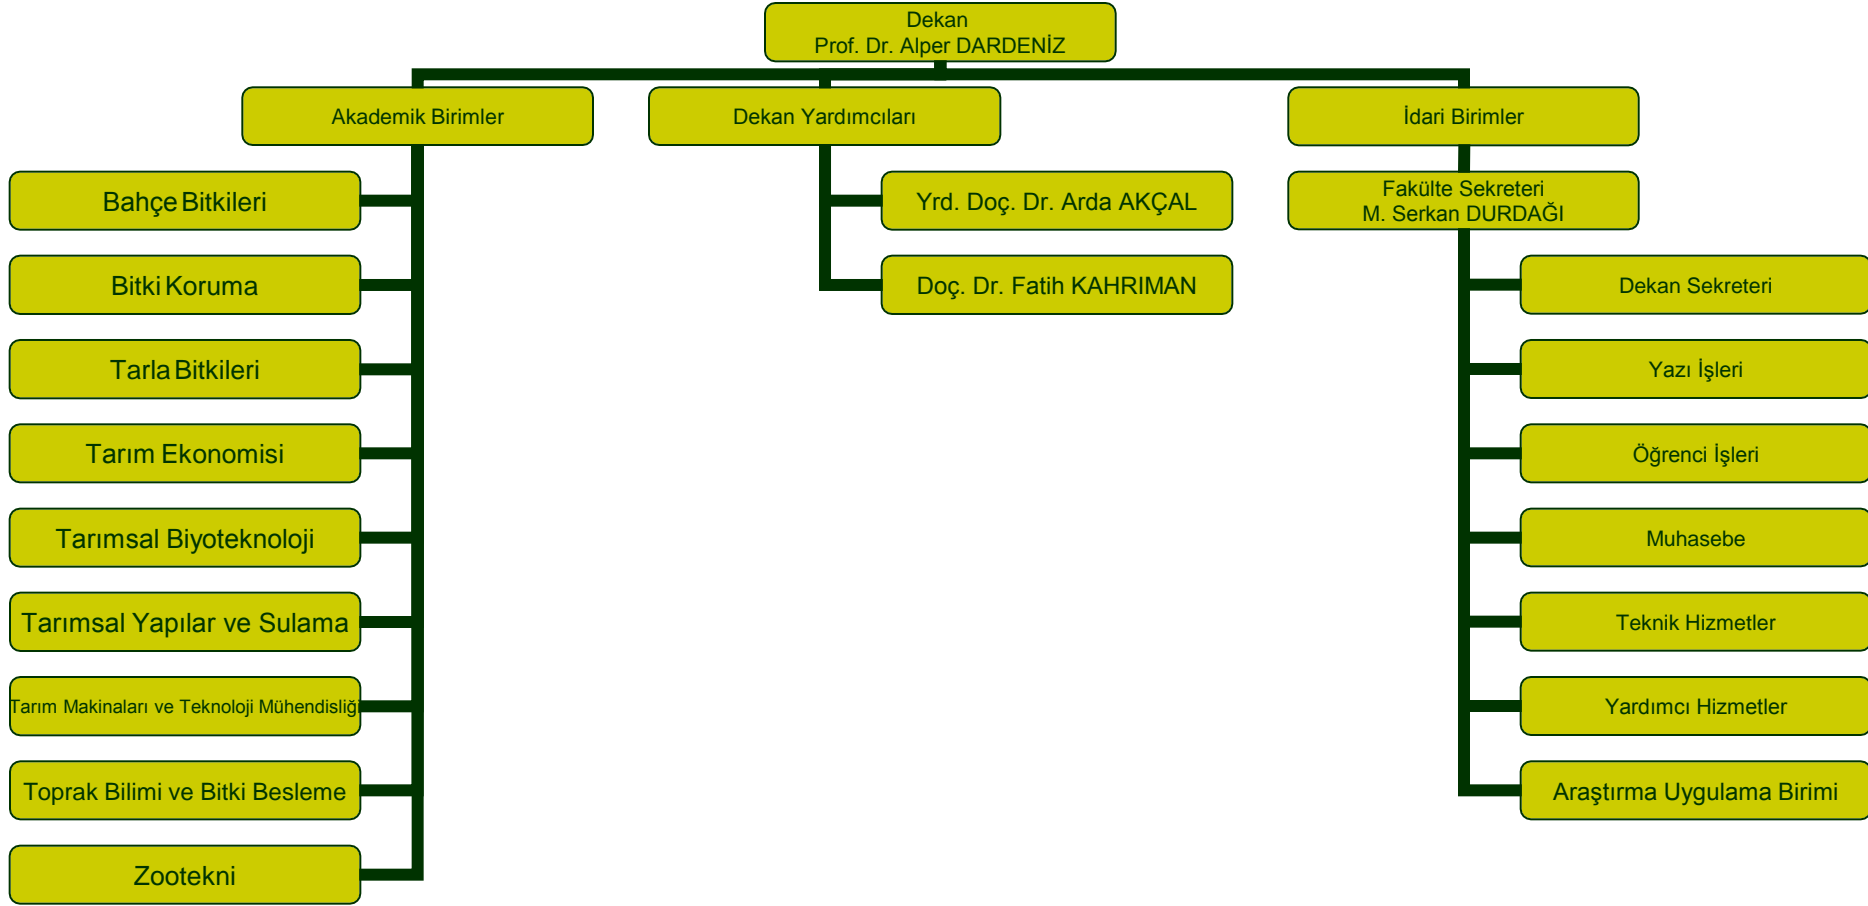 Dekan
Prof. Dr. Alper DARDENİZ
Akademik Birimler
Dekan Yardımcıları
İdari Birimler
Bahçe Bitkileri
Yrd. Doç. Dr. Arda AKÇAL
Fakülte Sekreteri
M. Serkan DURDAĞI
Bitki Koruma
Doç. Dr. Fatih KAHRIMAN
Dekan Sekreteri
Tarla Bitkileri
Yazı İşleri
Tarım Ekonomisi
Öğrenci İşleri
Tarımsal Biyoteknoloji
Muhasebe
Tarımsal Yapılar ve Sulama
Teknik Hizmetler
Tarım Makinaları ve Teknoloji Mühendisliği
Yardımcı Hizmetler
Toprak Bilimi ve Bitki Besleme
Araştırma Uygulama Birimi
Zootekni